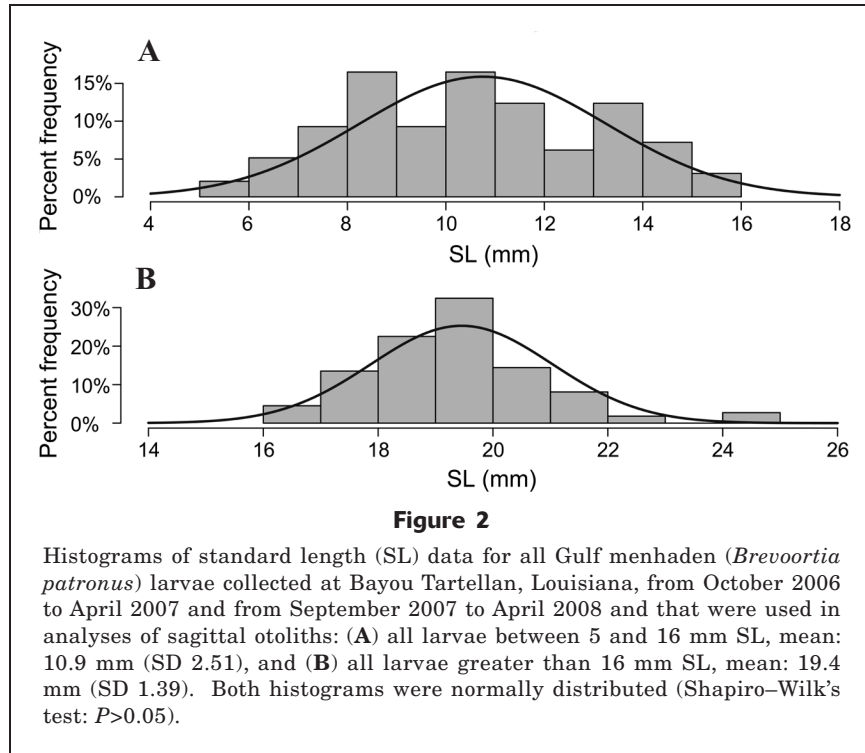 A
Percent frequency
15%
10%
5%
0%
4 6 8 10 12 14 16 18
SL (mm)
B
Percent frequency
30%
20%
10%
0%
14 16 18 20 22 24 26
SL (mm)
Figure 2
Histograms of standard length (SL) data for all Gulf menhaden (Brevoortia
patronus) larvae collected at Bayou Tartellan, Louisiana, from October 2006
to April 2007 and from September 2007 to April 2008 and that were used in
analyses of sagittal otoliths: (A) all larvae between 5 and 16 mm SL, mean:
10.9 mm (SD 2.51), and (B) all larvae greater than 16 mm SL, mean: 19.4
mm (SD 1.39). Both histograms were normally distributed (Shapiro–Wilk's
test: P>0.05).